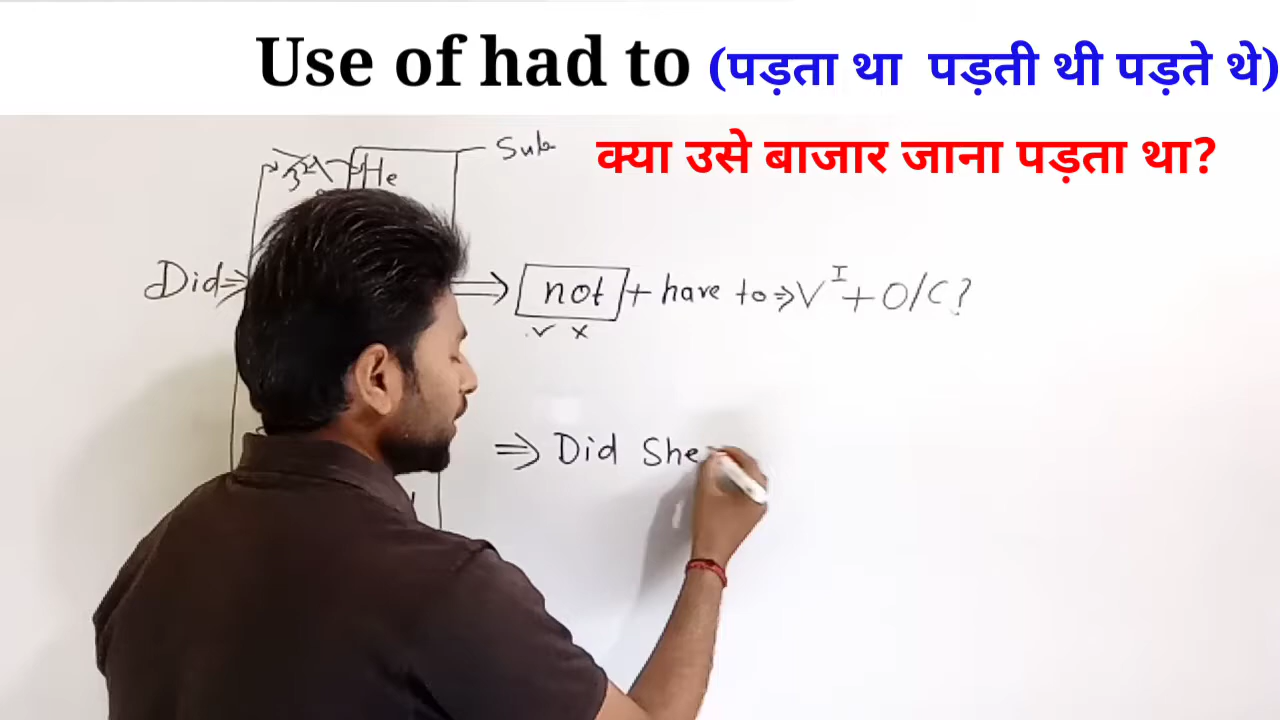 Use of had to (पड़ता था पड़ती थी पड़ते थे)
क्या उसे बाजार जाना पड़ता था?
Sub
He
Did ⇒ ⇒ not + have to ⇒ V^I + O/C ?
✓ ×
⇒ Did She